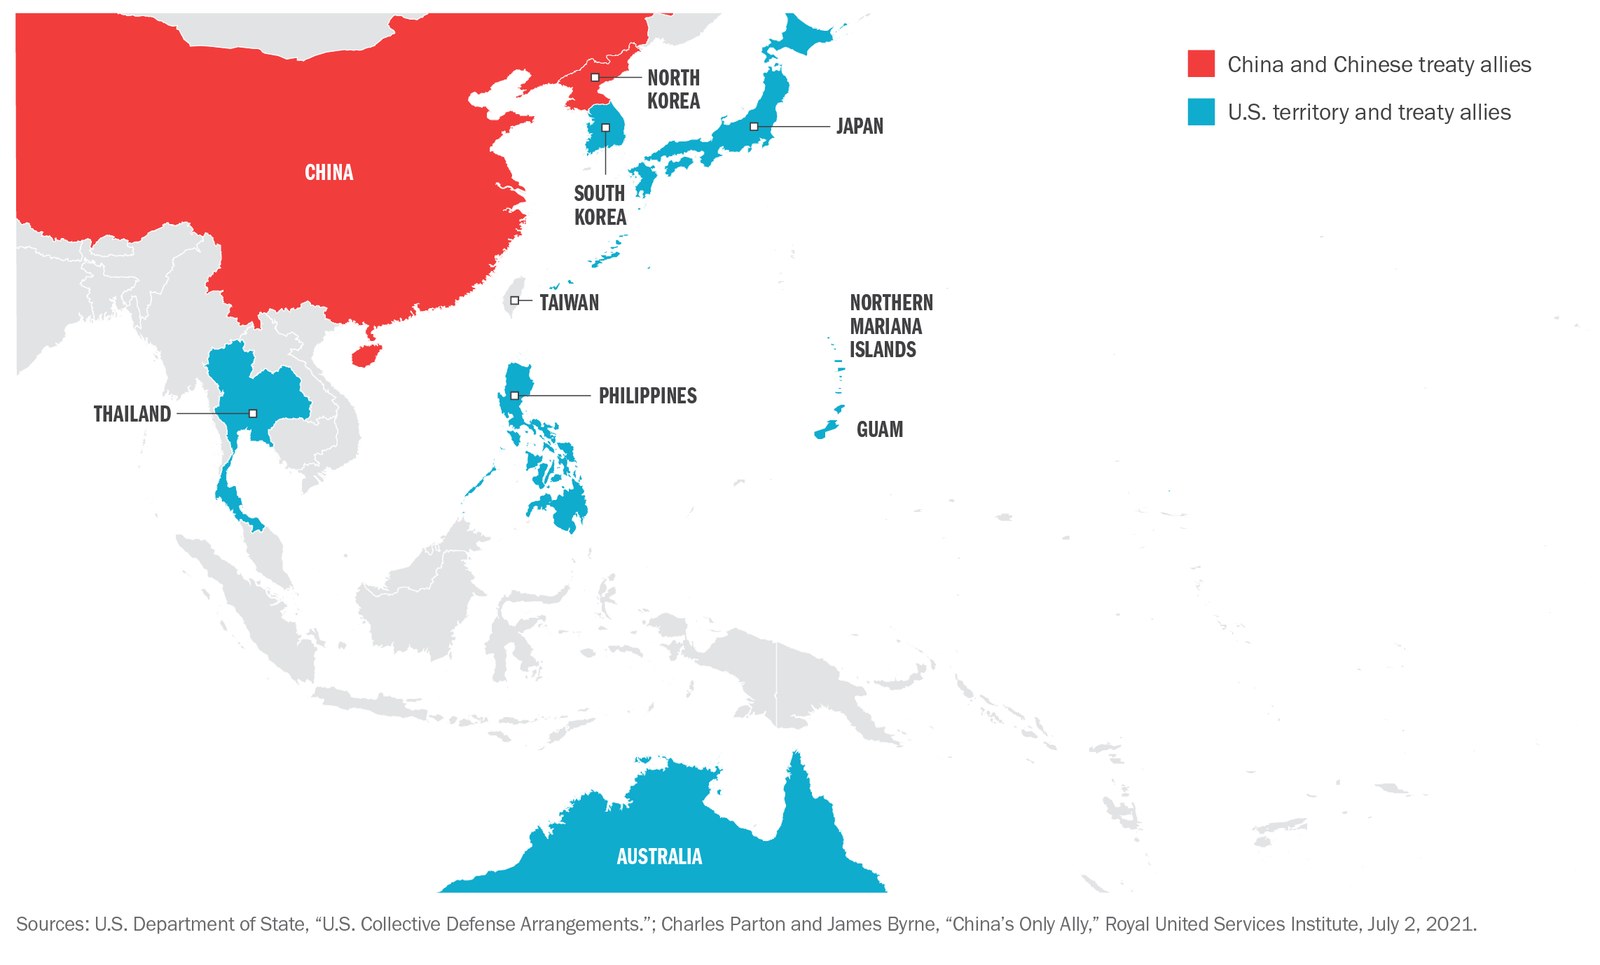 China and Chinese treaty allies
U.S. territory and treaty allies
NORTH
KOREA
JAPAN
CHINA
SOUTH
KOREA
TAIWAN
NORTHERN
MARIANA
ISLANDS
PHILIPPINES
THAILAND
GUAM
AUSTRALIA
Sources: U.S. Department of State, “U.S. Collective Defense Arrangements.”; Charles Parton and James Byrne, “China’s Only Ally,” Royal United Services Institute, July 2, 2021.